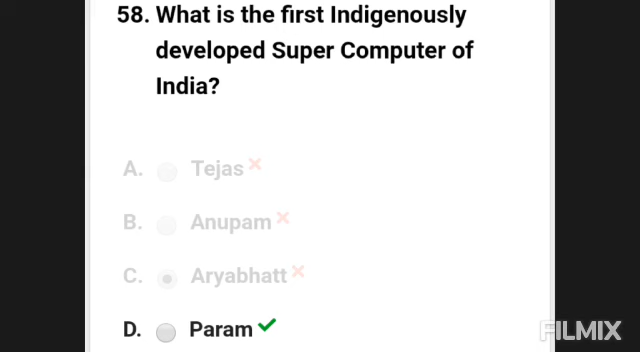 58. What is the first Indigenously
developed Super Computer of
India?
A. Tejas
B. Anupam
C. Aryabhatt
D. Param
FILMIX